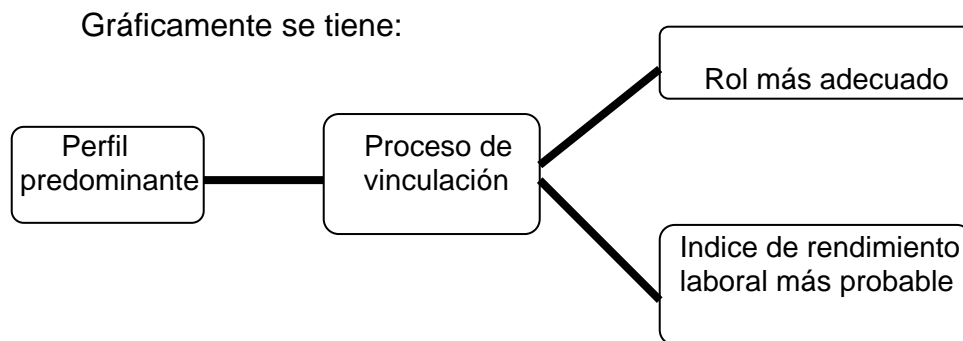 Gráficamente se tiene:
Rol más adecuado
Perfil
predominante
Proceso de
vinculación
Indice de rendimiento
laboral más probable